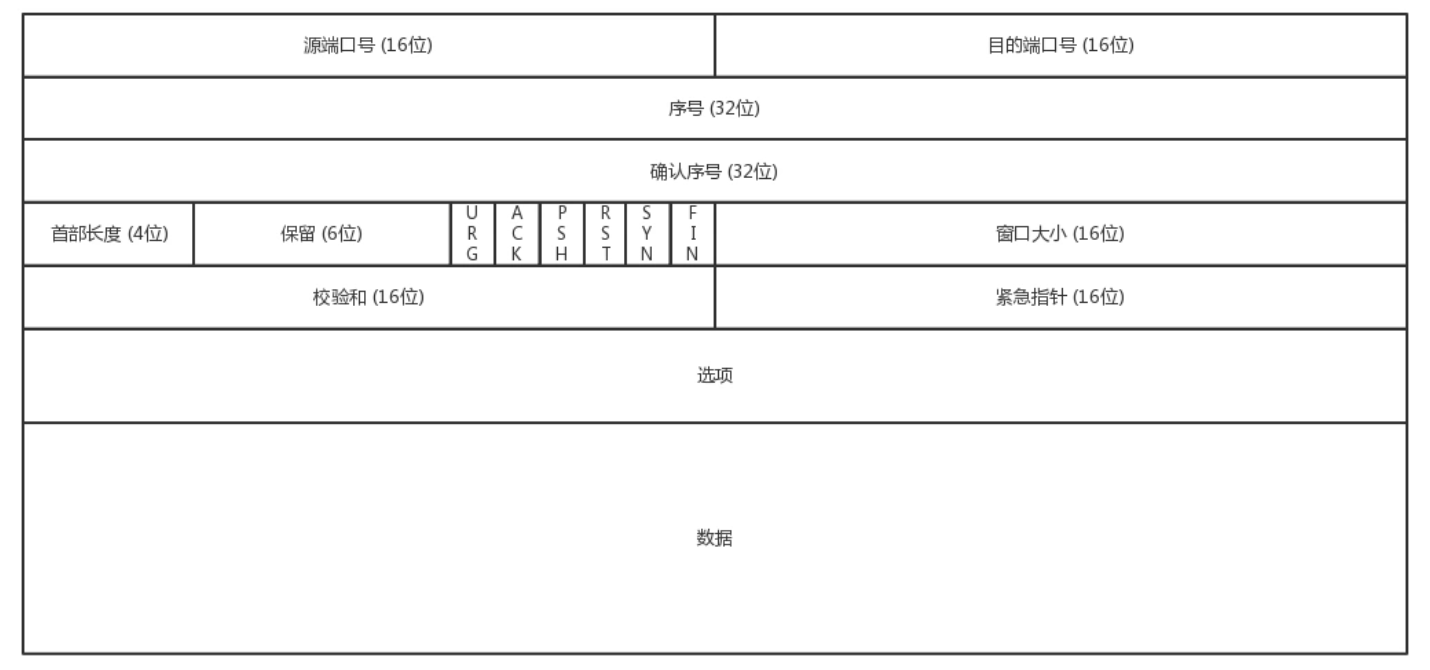 源端口号 (16位)
目的端口号 (16位)
序号 (32位)
确认序号 (32位)
首部长度 (4位)
保留 (6位)
URG
ACK
PSH
RST
SYN
FIN
窗口大小 (16位)
校验和 (16位)
紧急指针 (16位)
选项
数据